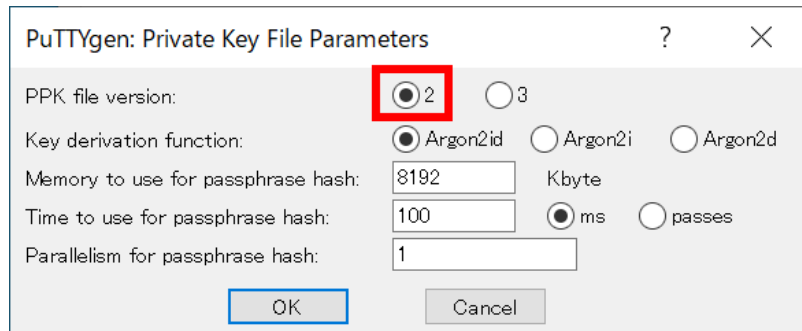 PuTTYgen: Private Key File Parameters ?
PPK file version: 2 3
Key derivation function: Argon2id Argon2i Argon2d
Memory to use for passphrase hash: 8192 Kbyte
Time to use for passphrase hash: 100 ms passes
Parallelism for passphrase hash: 1
OK Cancel